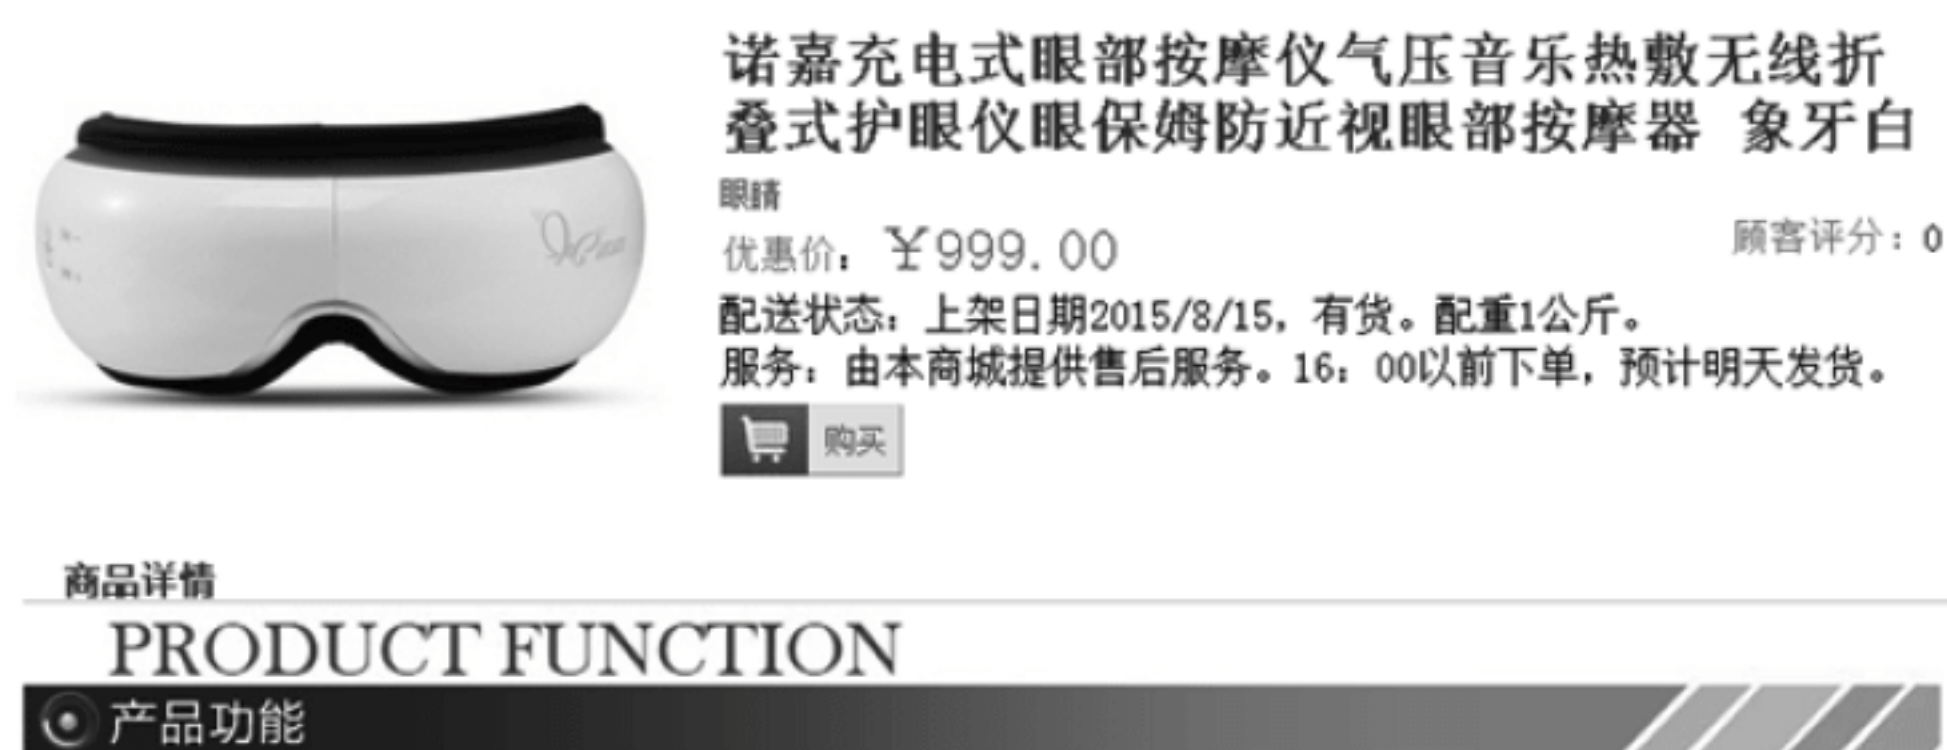 诺嘉充电式眼部按摩仪气压音乐热敷无线折
叠式护眼仪眼保姆防近视眼部按摩器 象牙白
眼睛
优惠价：￥999.00
顾客评分：0
配送状态：上架日期2015/8/15，有货。配重1公斤。
服务：由本商城提供售后服务。16：00以前下单，预计明天发货。
购买
商品详情
PRODUCT FUNCTION
产品功能